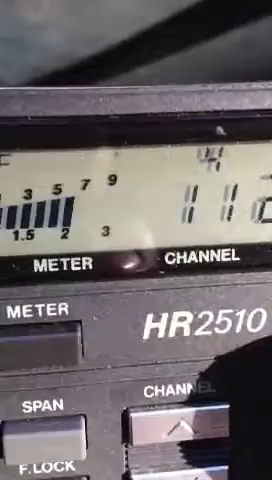 3 5 7 9
1.5 2 3
METER
CHANNEL
METER
HR2510
SPAN
CHANNEL
F.LOCK